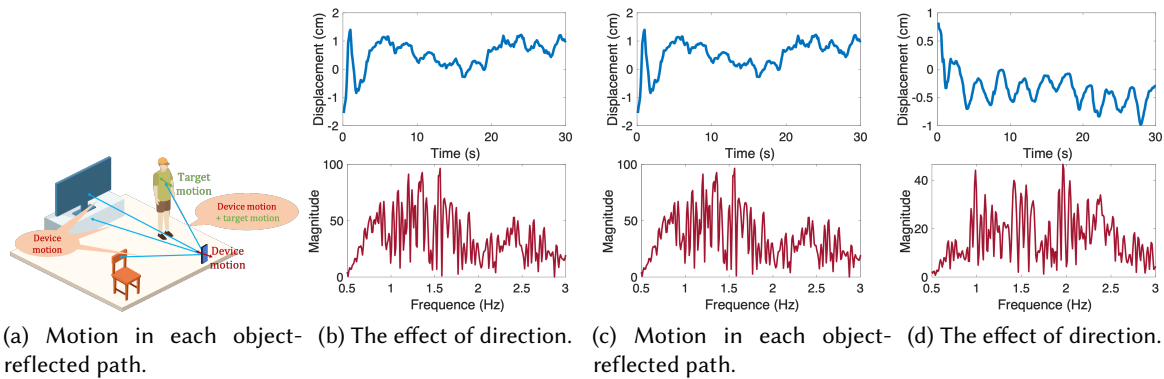 Target
motion
Device motion
+ target motion
Device
motion
Device
motion
2
1
0
-1
-2
Displacement (cm)
0
10
20
30
Time (s)
100
50
0
Magnitude
0.5
1
1.5
2
2.5
3
Frequence (Hz)
2
1
0
-1
-2
Displacement (cm)
0
10
20
30
Time (s)
100
50
0
Magnitude
0.5
1
1.5
2
2.5
3
Frequence (Hz)
1
0.5
0
-0.5
-1
Displacement (cm)
0
10
20
30
Time (s)
40
20
0
Magnitude
0.5
1
1.5
2
2.5
3
Frequence (Hz)
(a) Motion in each object-
reflected path.
(b) The effect of direction.
(c) Motion in each object-
reflected path.
(d) The effect of direction.